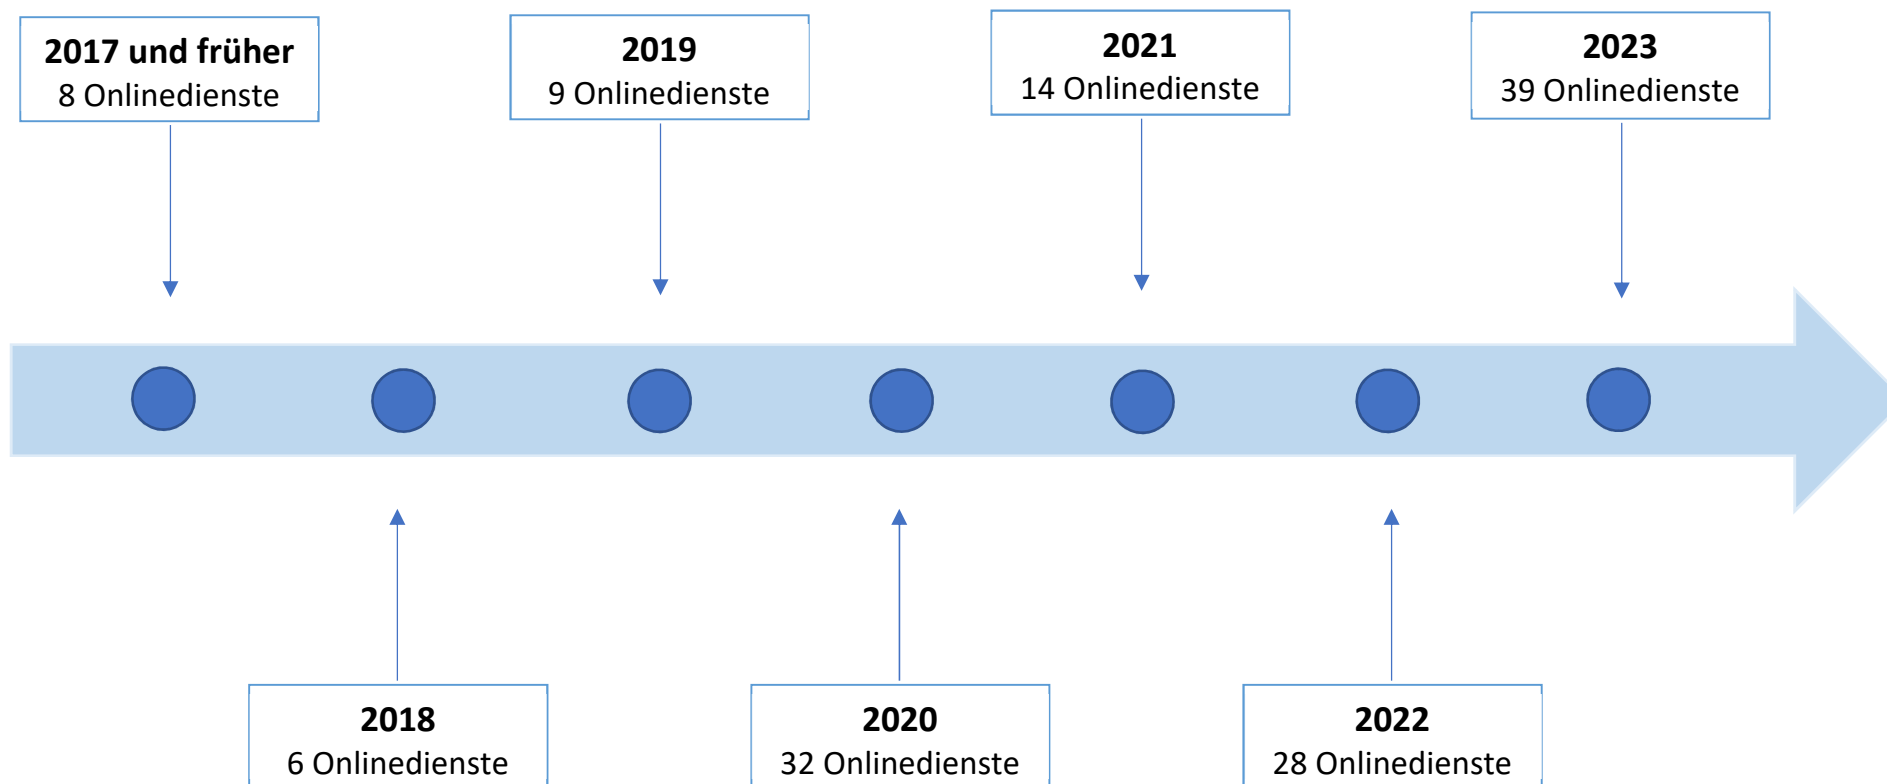 2017 und früher
8 Onlinedienste
2019
9 Onlinedienste
2021
14 Onlinedienste
2023
39 Onlinedienste
2018
6 Onlinedienste
2020
32 Onlinedienste
2022
28 Onlinedienste